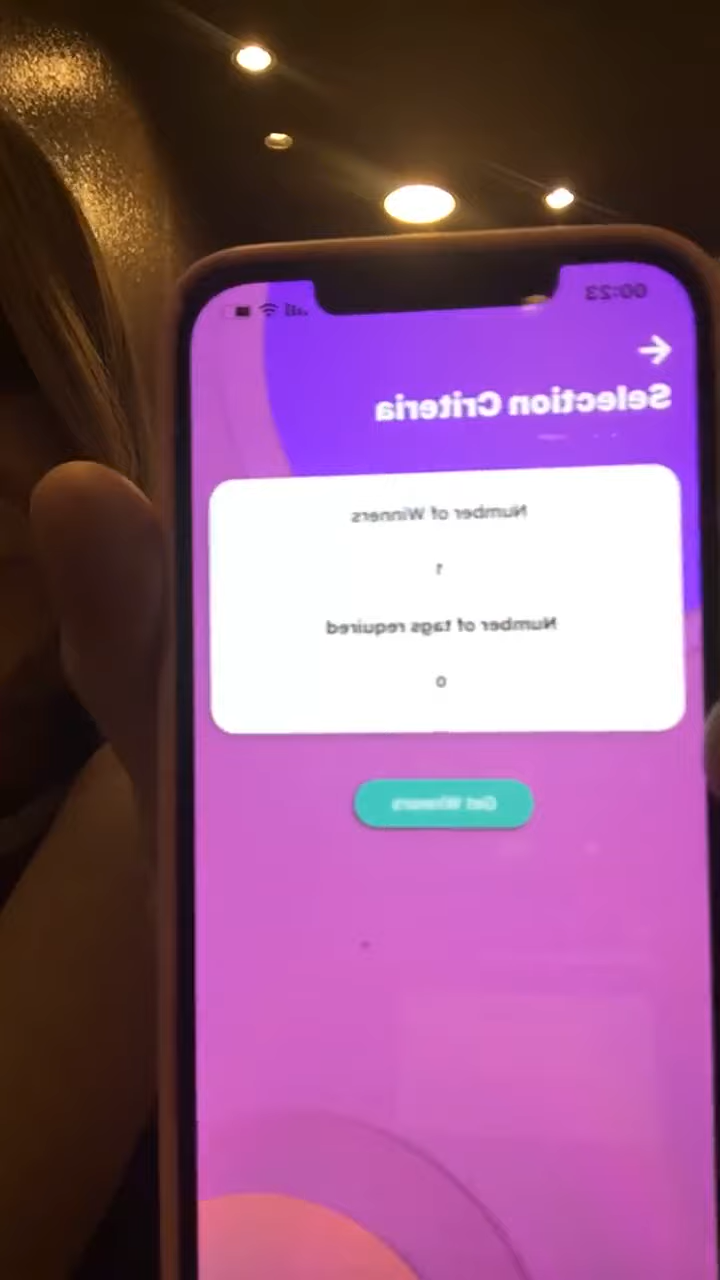 00:23
Selection Criteria
Number of Winners
1
Number of tags required
0
Get Winners